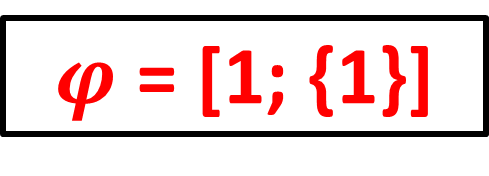 φ = [1; {1}]